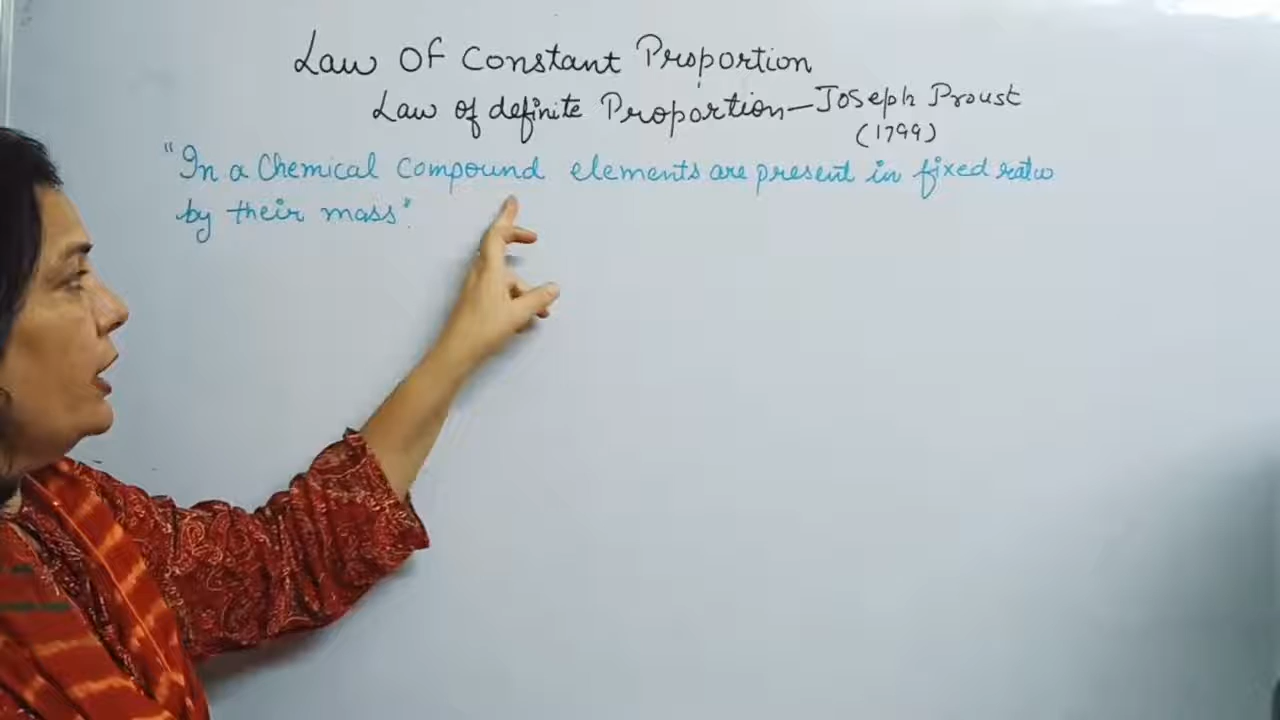 Law Of Constant Proportion
Law of definite Proportion - Joseph Proust
(1799)
"In a Chemical Compound elements are present in fixed ratio
by their mass"